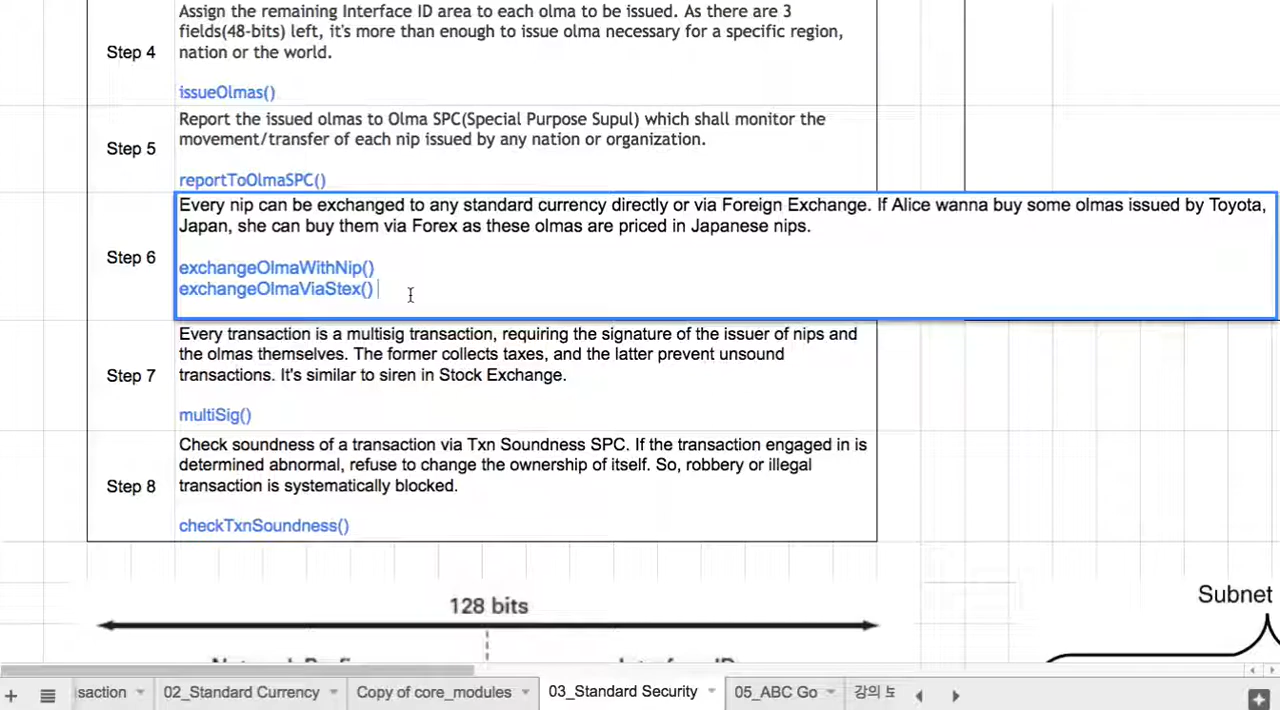 Assign the remaining Interface ID area to each olma to be issued. As there are 3
fields(48-bits) left, it's more than enough to issue olma necessary for a specific region,
nation or the world.
Step 4
issueOlmas()
Report the issued olmas to Olma SPC(Special Purpose Supul) which shall monitor the
movement/transfer of each nip issued by any nation or organization.
Step 5
reportToOlmaSPC()
Every nip can be exchanged to any standard currency directly or via Foreign Exchange. If Alice wanna buy some olmas issued by Toyota,
Japan, she can buy them via Forex as these olmas are priced in Japanese nips.
Step 6
exchangeOlmaWithNip()
exchangeOlmaViaStex()
Every transaction is a multisig transaction, requiring the signature of the issuer of nips and
the olmas themselves. The former collects taxes, and the latter prevent unsound
transactions. It's similar to siren in Stock Exchange.
Step 7
multiSig()
Check soundness of a transaction via Txn Soundness SPC. If the transaction engaged in is
determined abnormal, refuse to change the ownership of itself. So, robbery or illegal
transaction is systematically blocked.
Step 8
checkTxnSoundness()
128 bits
Subnet
saction 02_Standard Currency Copy of core_modules 03_Standard Security 05_ABC Go 강의 노